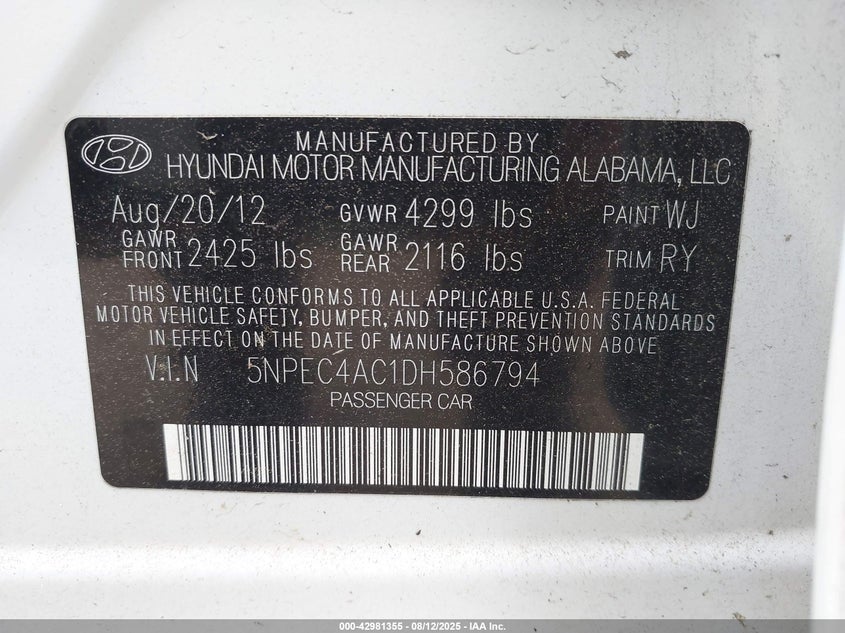 MANUFACTURED BY
HYUNDAI MOTOR MANUFACTURING ALABAMA, LLC
Aug/20/12 GVWR 4299 lbs PAINT WJ
GAWR FRONT 2425 lbs GAWR REAR 2116 lbs TRIM RY
THIS VEHICLE CONFORMS TO ALL APPLICABLE U.S.A. FEDERAL
MOTOR VEHICLE SAFETY, BUMPER, AND THEFT PREVENTION STANDARDS
IN EFFECT ON THE DATE OF MANUFACTURE SHOWN ABOVE
V.I.N 5NPEC4AC1DH586794
PASSENGER CAR
000-42981355 - 08/12/2025 - IAA Inc.